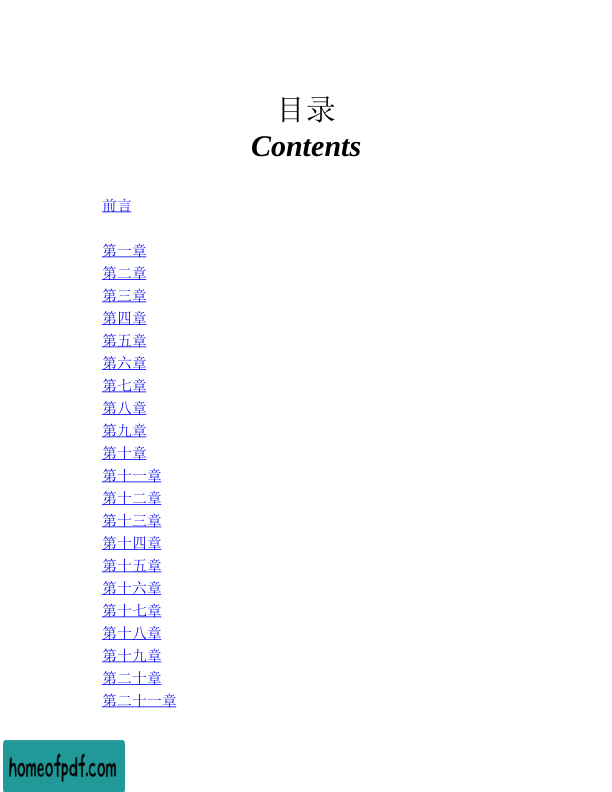 目录
Contents
前言
第一章
第二章
第三章
第四章
第五章
第六章
第七章
第八章
第九章
第十章
第十一章
第十二章
第十三章
第十四章
第十五章
第十六章
第十七章
第十八章
第十九章
第二十章
第二十一章
homeofpdf.com